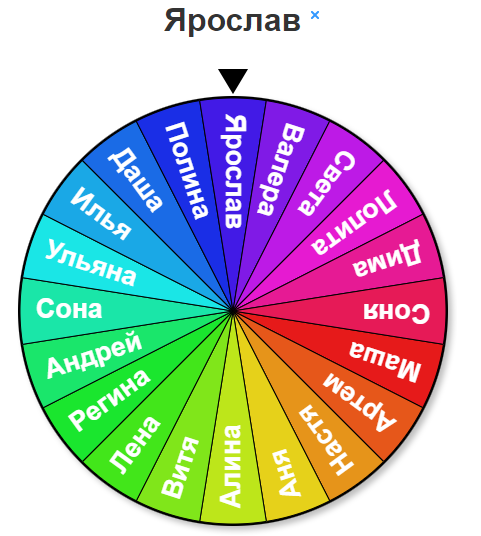 Ярослав ×
Ярослав
Валера
Света
Лолита
Дима
Соня
Маша
Артем
Настя
Аня
Алина
Витя
Лена
Регина
Андрей
Сона
Ульяна
Илья
Даша
Полина